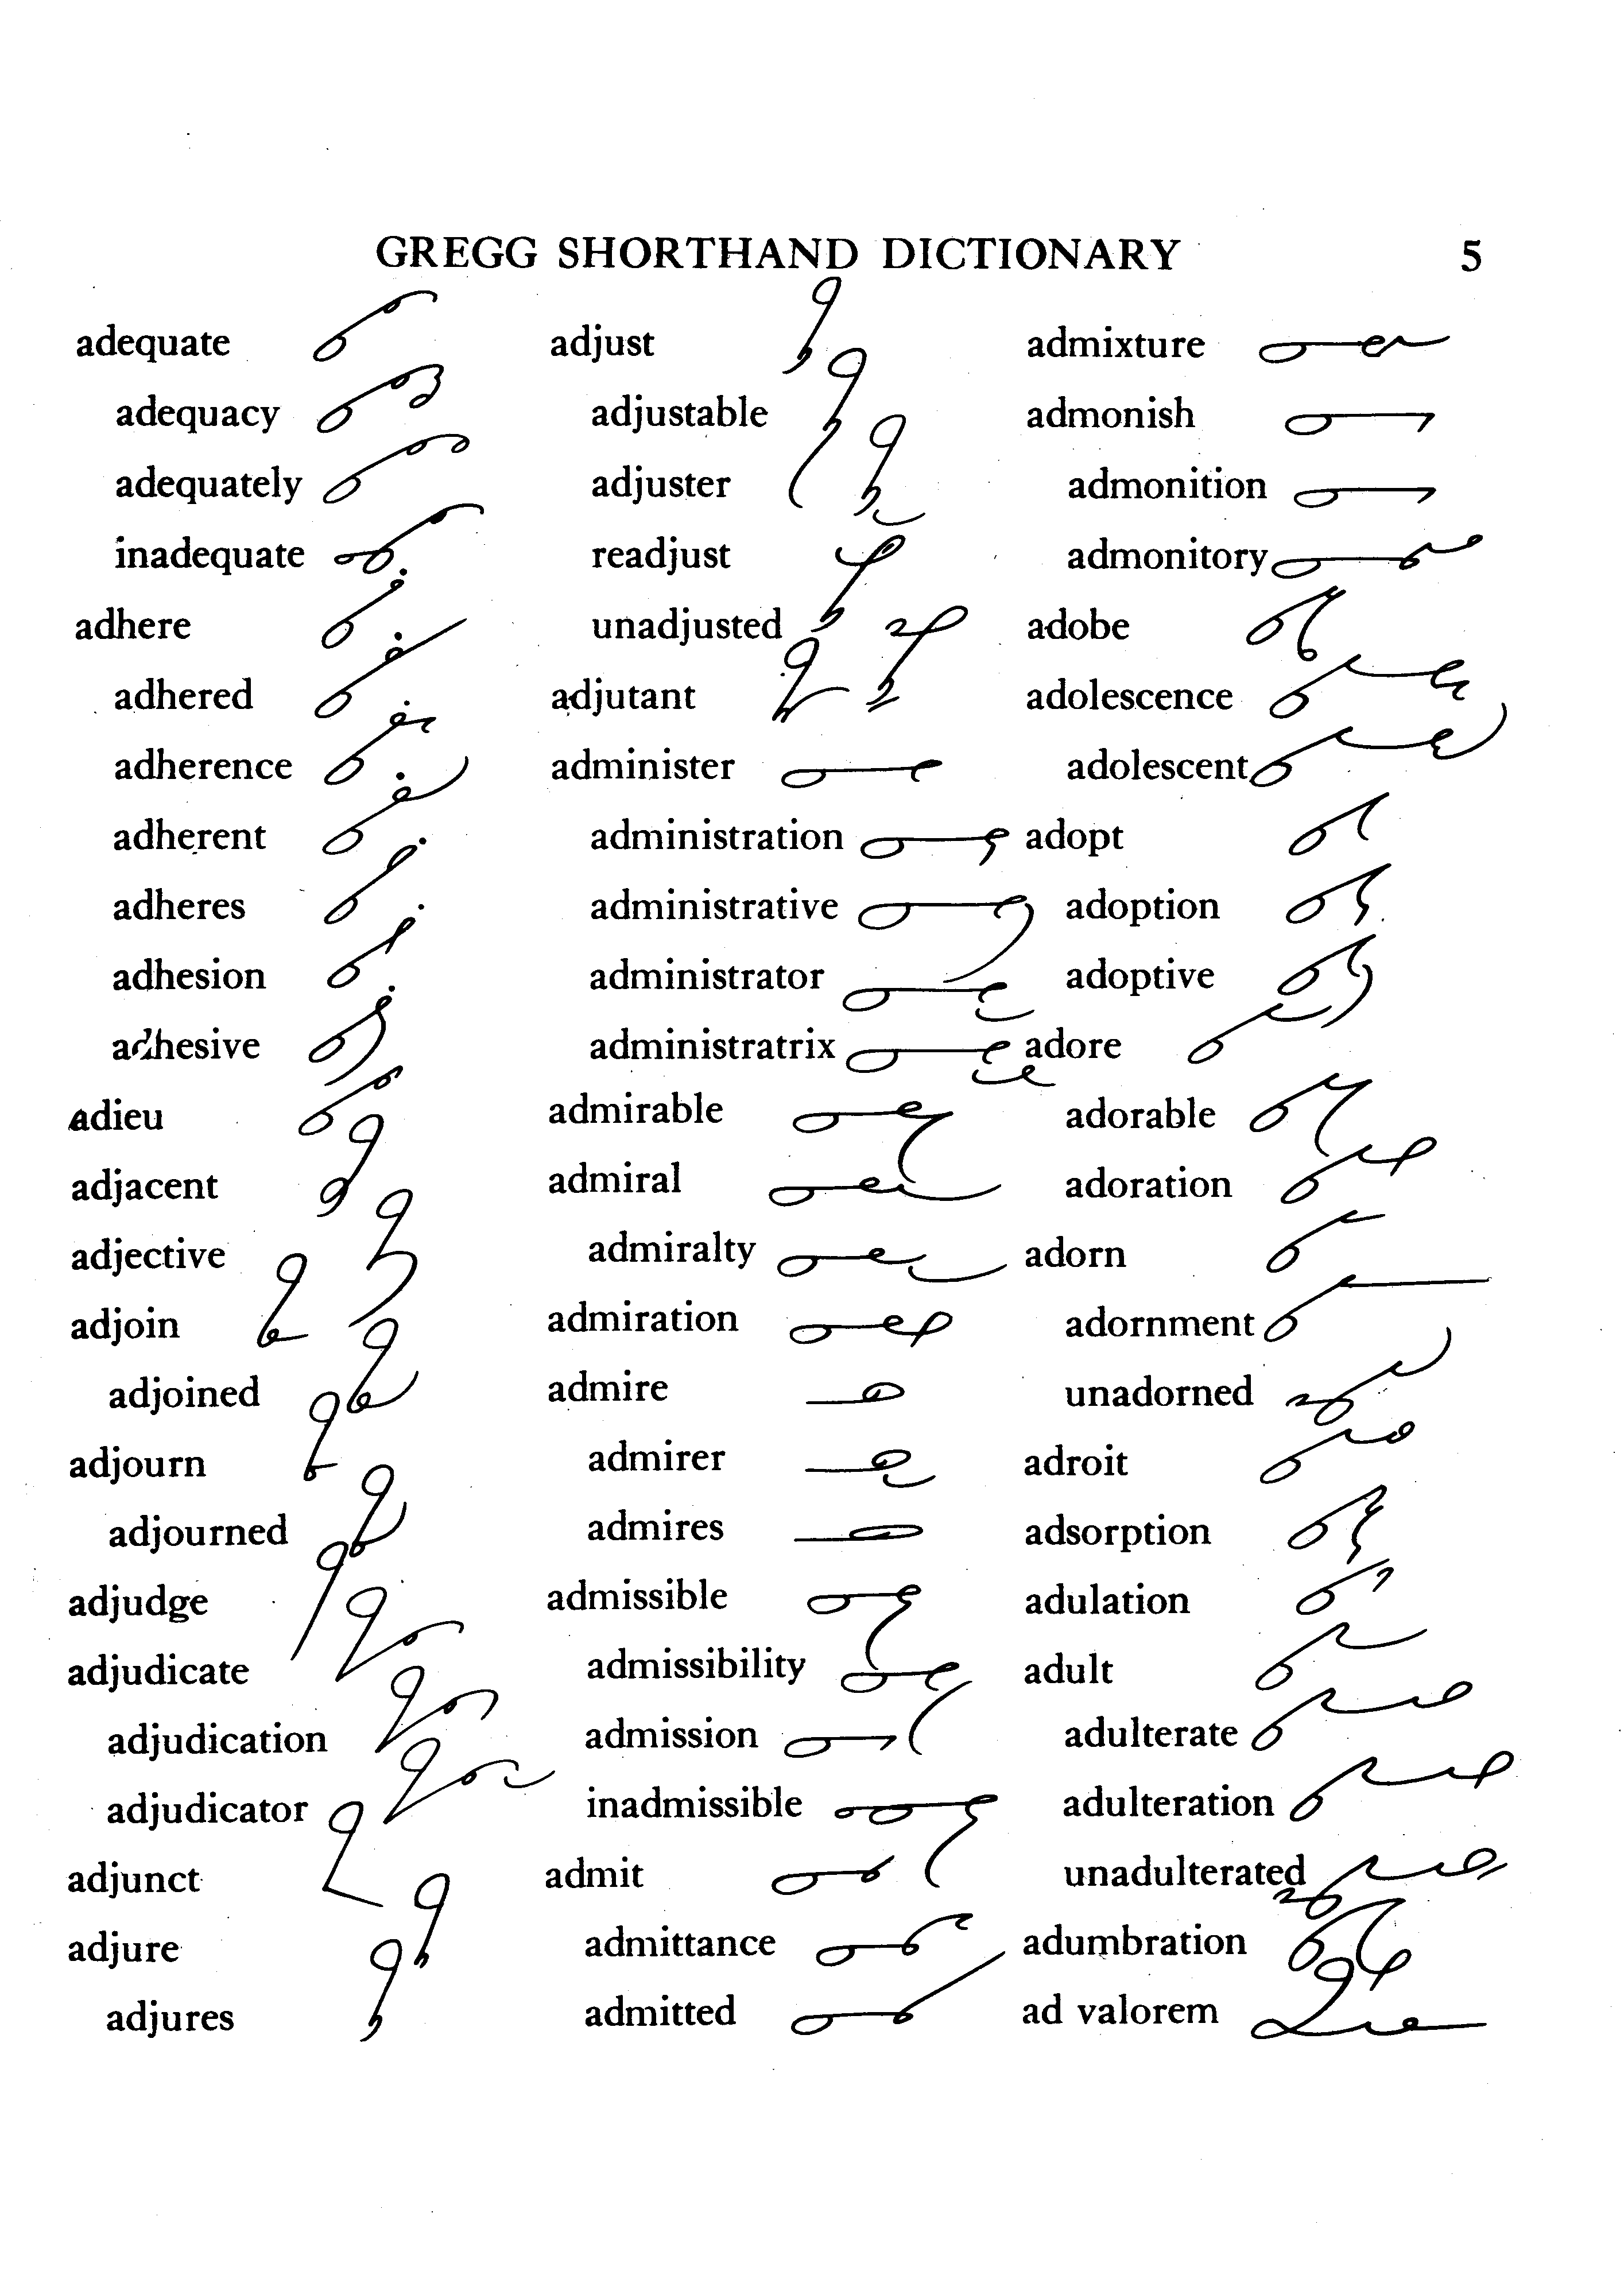 GREGG SHORTHAND DICTIONARY 5
adequate
adequacy
adequately
inadequate
adhere
adhered
adherence
adherent
adheres
adhesion
adhesive
adieu
adjacent
adjective
adjoin
adjoined
adjourn
adjourned
adjudge
adjudicate
adjudication
adjudicator
adjunct
adjure
adjures
adjust
adjustable
adjuster
readjust
unadjusted
adjutant
administer
administration
administrative
administrator
administratrix
admirable
admiral
admiralty
admiration
admire
admirer
admires
admissible
admissibility
admission
inadmissible
admit
admittance
admitted
admixture
admonish
admonition
admonitory
adobe
adolescence
adolescent
adopt
adoption
adoptive
adore
adorable
adoration
adorn
adornment
unadorned
adroit
adsorption
adulation
adult
adulterate
adulteration
unadulterated
adumbration
ad valorem